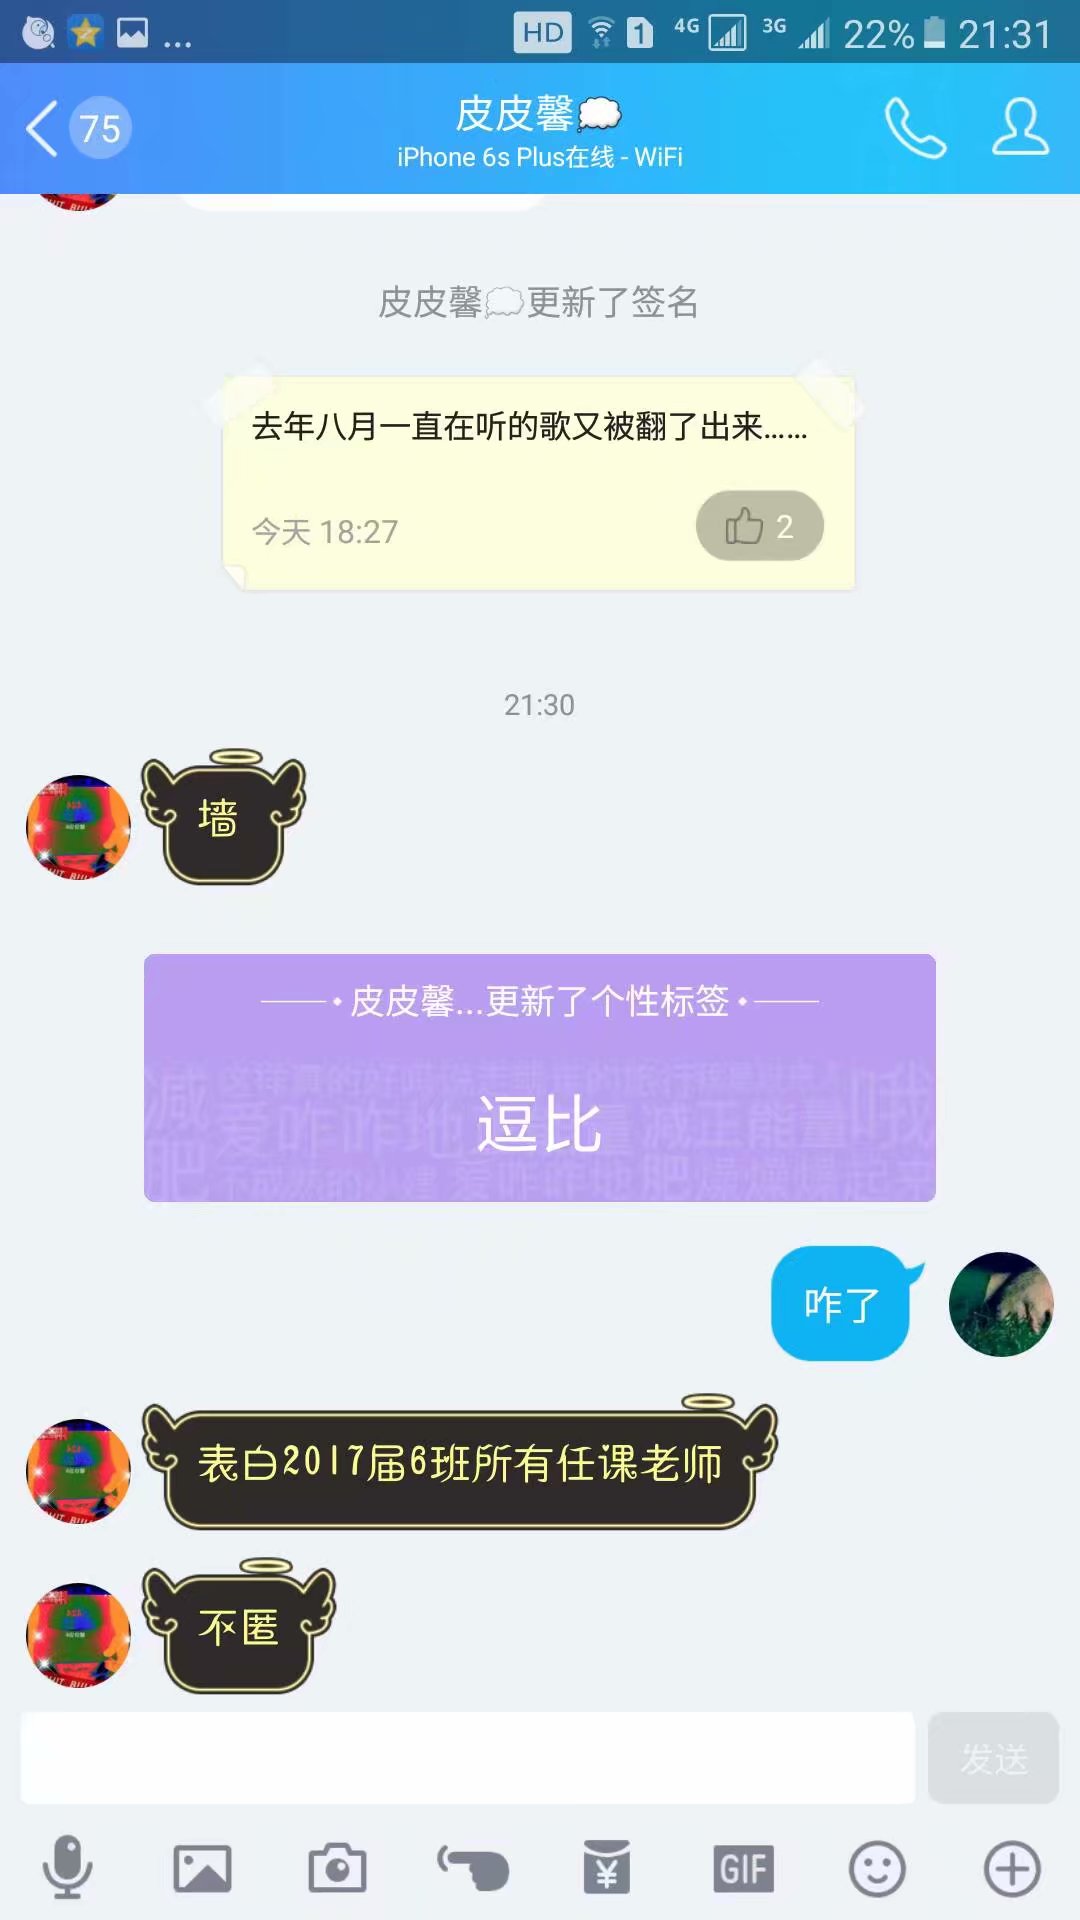 HD 1 4G 3G 22% 21:31
75
皮皮馨💭
iPhone 6s Plus在线 - WiFi
皮皮馨💭更新了签名
去年八月一直在听的歌又被翻了出来......
今天 18:27
2
21:30
墙
皮皮馨...更新了个性标签
逗比
咋了
表白2017届6班所有任课老师
不匿
发送
GIF